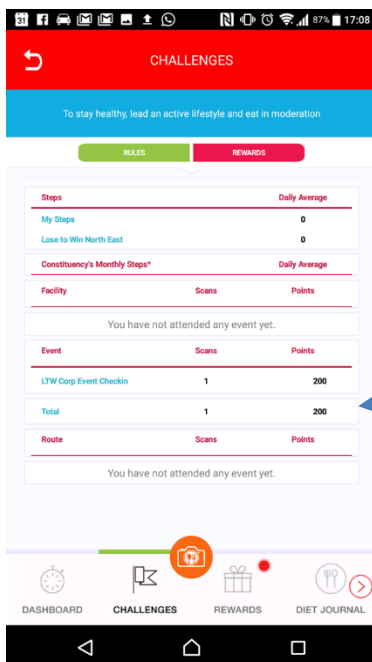 31 87% 17:08
CHALLENGES
To stay healthy, lead an active lifestyle and eat in moderation
RULES REWARDS
Steps Daily Average
My Steps 0
Lose to Win North East 0
Constituency's Monthly Steps* Daily Average
Facility Scans Points
You have not attended any event yet.
Event Scans Points
LTW Corp Event Checkin 1 200
Total 1 200
Route Scans Points
You have not attended any event yet.
DASHBOARD CHALLENGES REWARDS DIET JOURNAL